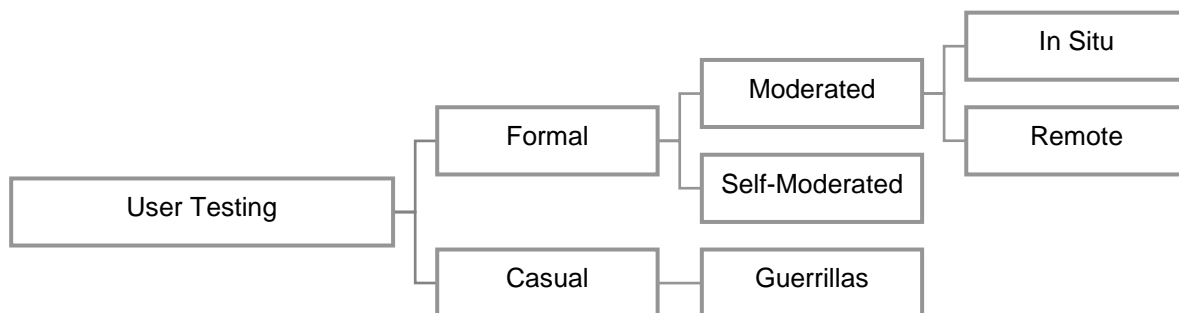 In Situ
Moderated
Formal
Remote
Self-Moderated
User Testing
Casual
Guerrillas